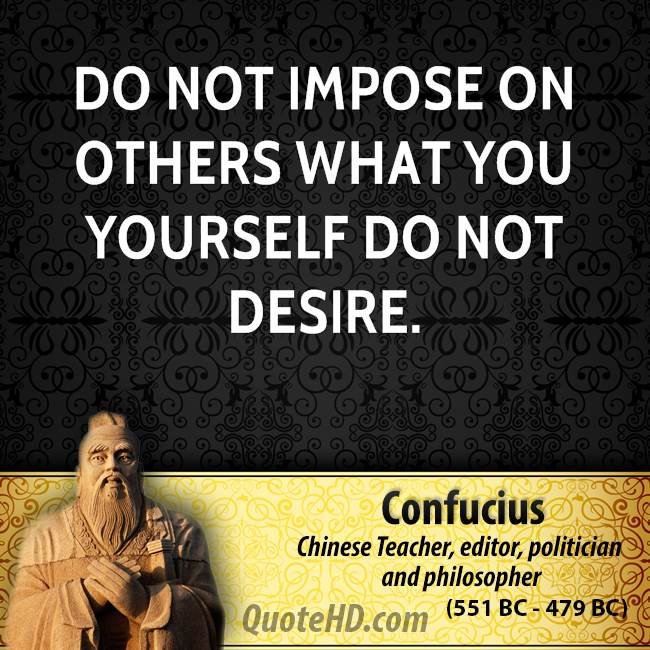 DO NOT IMPOSE ON
OTHERS WHAT YOU
YOURSELF DO NOT
DESIRE.
Confucius
Chinese Teacher, editor, politician
and philosopher
(551 BC - 479 BC)
QuoteHD.com